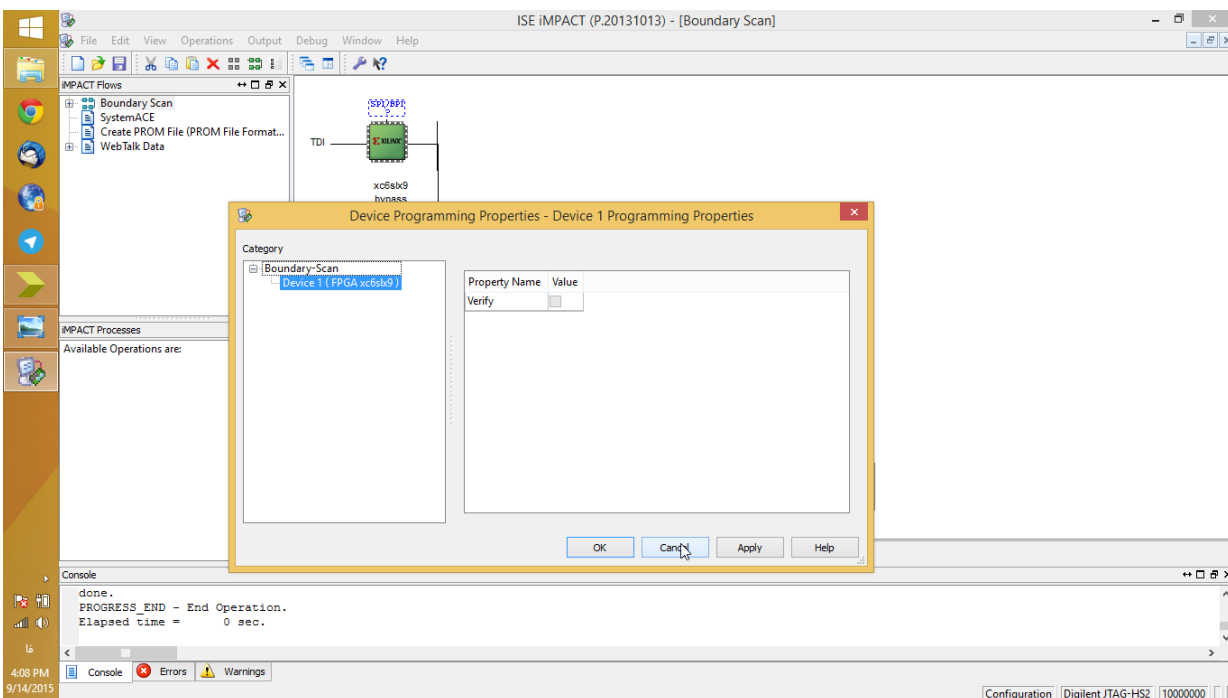 ISE iMPACT (P.20131013) - [Boundary Scan]
File Edit View Operations Output Debug Window Help
iMPACT Flows
Boundary Scan
SystemACE
Create PROM File (PROM File Format...
WebTalk Data
TDI
XILINX
xc6slx9
bypass
Device Programming Properties - Device 1 Programming Properties
Category
Boundary-Scan
Device 1 ( FPGA xc6slx9 )
Property Name Value
Verify
OK Cancel Apply Help
iMPACT Processes
Available Operations are:
Console
done.
PROGRESS_END - End Operation.
Elapsed time = 0 sec.
Console Errors Warnings
Configuration Digilent JTAG-HS2 10000000
فا
4:08 PM
9/14/2015